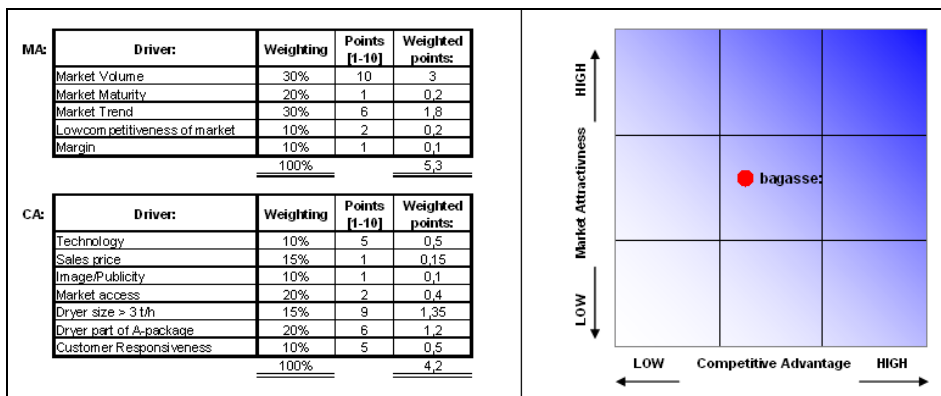 MA: Driver: Weighting Points [1-10] Weighted points:
Market Volume 30% 10 3
Market Maturity 20% 1 0,2
Market Trend 30% 6 1,8
Lowcompetitiveness of market 10% 2 0,2
Margin 10% 1 0,1
100% 5,3
CA: Driver: Weighting Points [1-10] Weighted points:
Technology 10% 5 0,5
Sales price 15% 1 0,15
Image/Publicity 10% 1 0,1
Market access 20% 2 0,4
Dryer size > 3 t/h 15% 9 1,35
Dryer part of A-package 20% 6 1,2
Customer Responsiveness 10% 5 0,5
100% 4,2
HIGH
Market Attractivness
LOW
bagasse:
LOW Competitive Advantage HIGH